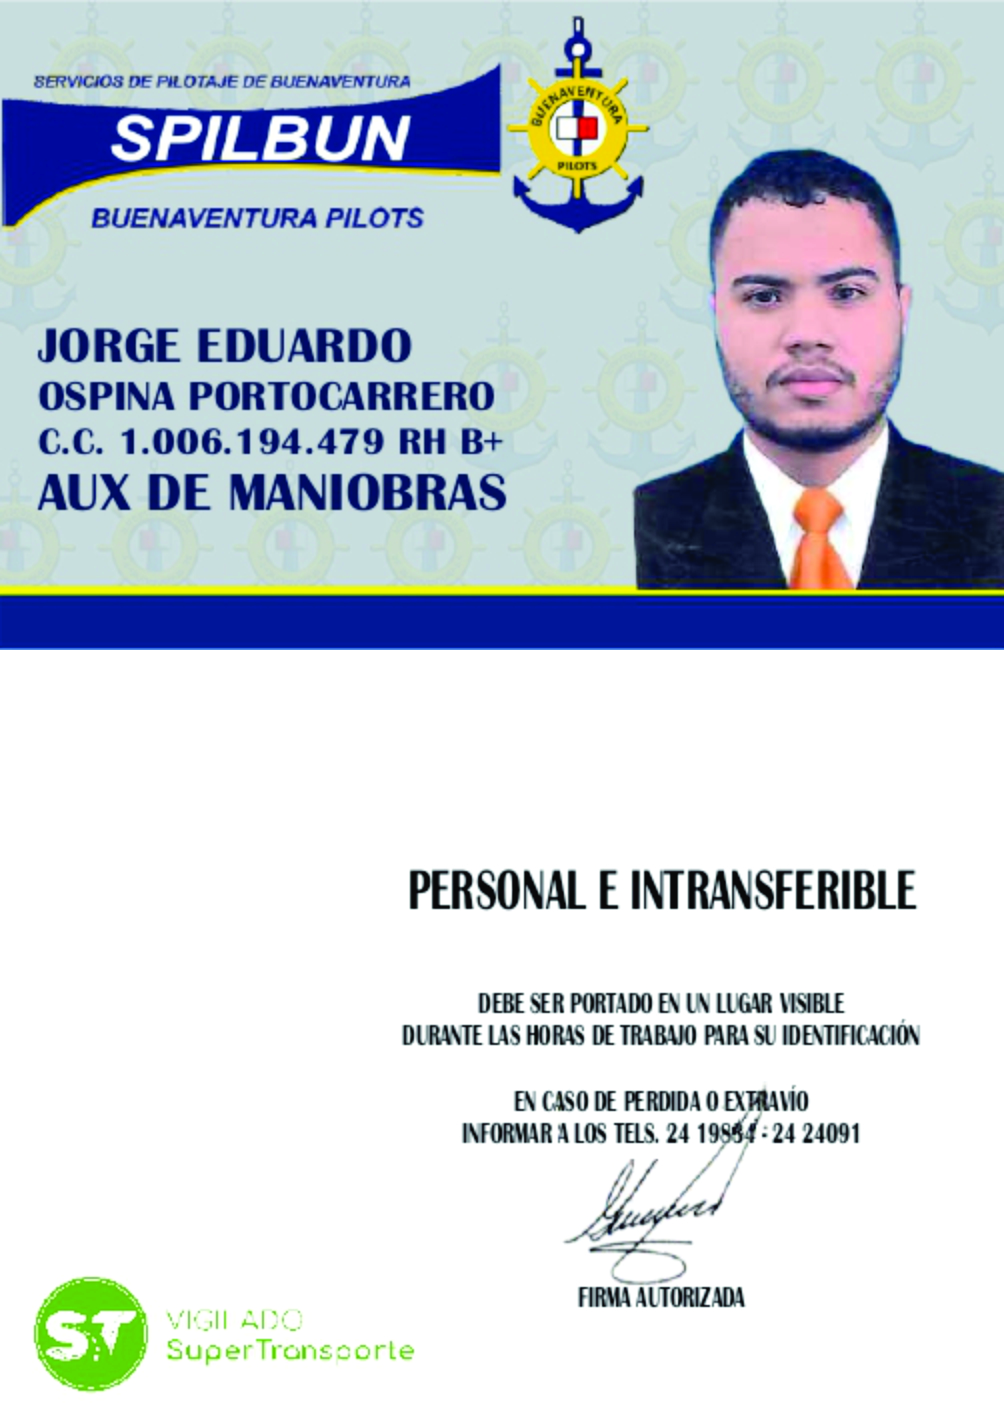 SERVICIOS DE PILOTAJE DE BUENAVENTURA
SPILBUN
BUENAVENTURA PILOTS
BUENAVENTURA
PILOTS
JORGE EDUARDO
OSPINA PORTOCARRERO
C.C. 1.006.194.479 RH B+
AUX DE MANIOBRAS
PERSONAL E INTRANSFERIBLE
DEBE SER PORTADO EN UN LUGAR VISIBLE
DURANTE LAS HORAS DE TRABAJO PARA SU IDENTIFICACIÓN
EN CASO DE PERDIDA O EXTRAVÍO
INFORMAR A LOS TELS. 24 19834 - 24 24091
FIRMA AUTORIZADA
ST
VIGILADO
SuperTransporte